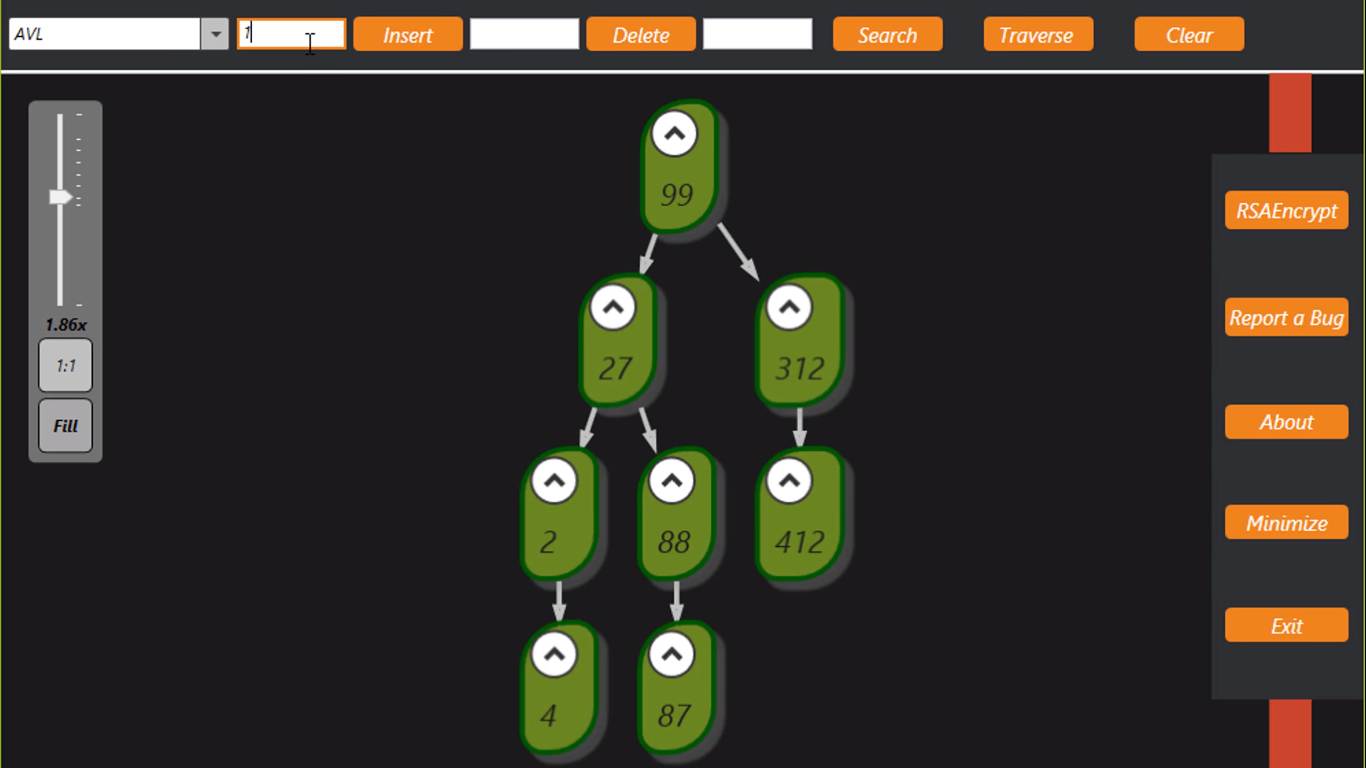 AVL
1
Insert
Delete
Search
Traverse
Clear
1.86x
1:1
Fill
99
27
312
2
88
412
4
87
RSAEncrypt
Report a Bug
About
Minimize
Exit